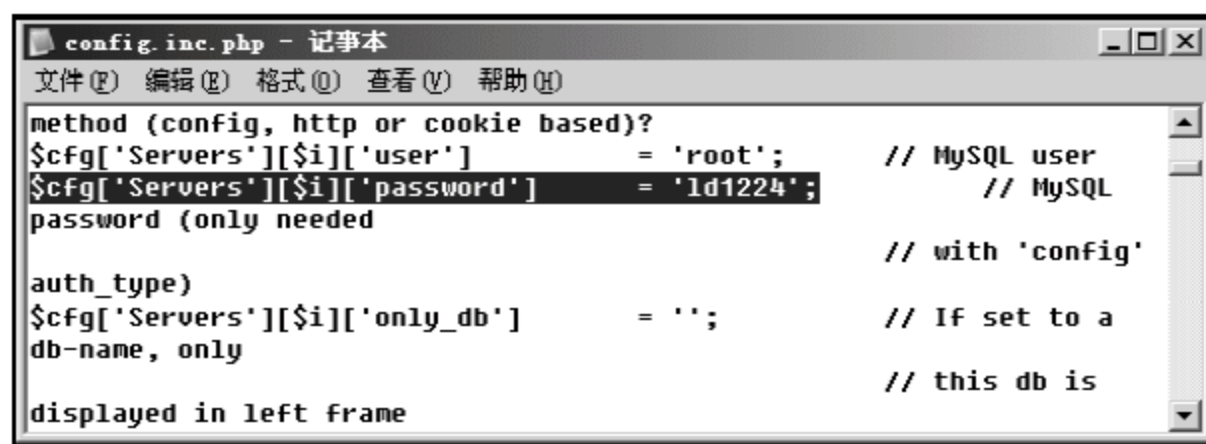 config.inc.php - 记事本
文件(F) 编辑(E) 格式(O) 查看(V) 帮助(H)
method (config, http or cookie based)?
$cfg['Servers'][$i]['user']          = 'root';      // MySQL user
$cfg['Servers'][$i]['password']      = 'ld1224';          // MySQL
password (only needed
// with 'config'
auth_type)
$cfg['Servers'][$i]['only_db']       = '';          // If set to a
db-name, only
// this db is
displayed in left frame